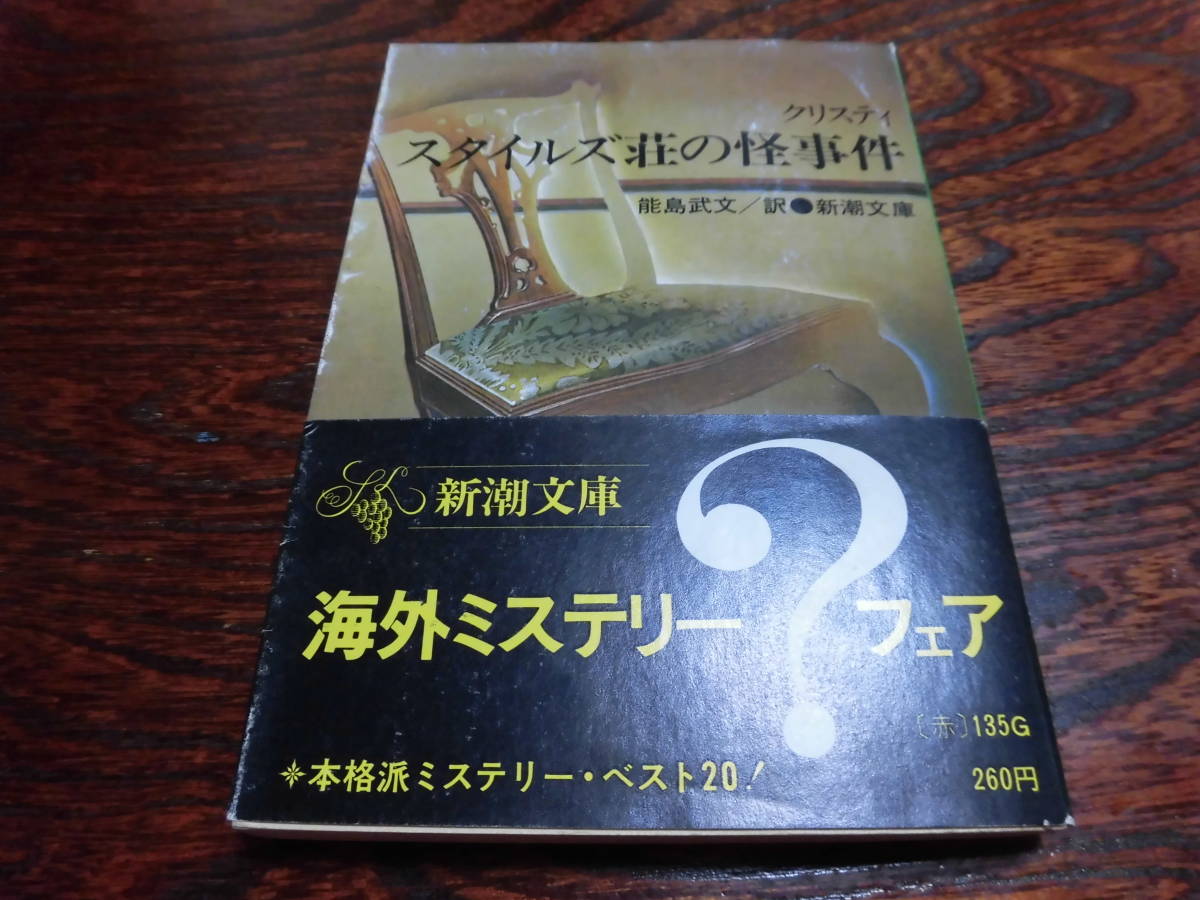 クリスティ
スタイルズ荘の怪事件
能島武文／訳●新潮文庫
新潮文庫
海外ミステリー?フェア
〔赤〕135G
260円
✳本格派ミステリー・ベスト20!